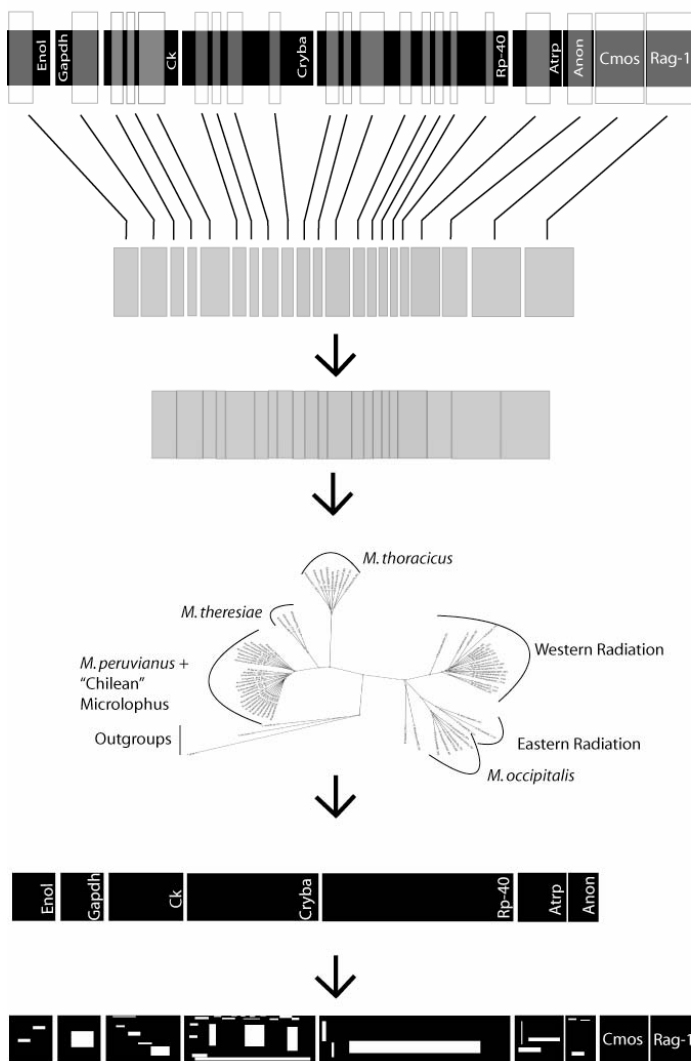 Enol
Gapdh
Ck
Cryba
Rp-40
Atrp
Anon
Cmos
Rag-1
M. thoracicus
M. theresiae
M. peruvianus +
"Chilean"
Microlophus
Outgroups
Western Radiation
Eastern Radiation
M. occipitalis
Enol
Gapdh
Ck
Cryba
Rp-40
Atrp
Anon
Cmos
Rag-1